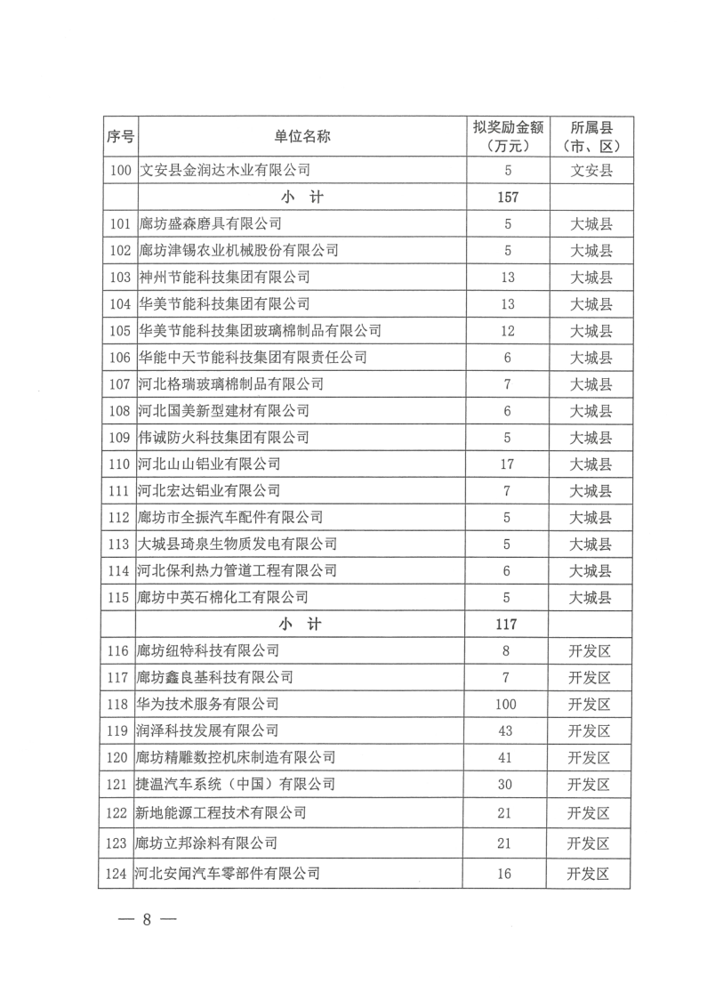 序号 单位名称 拟奖励金额（万元） 所属县（市、区）
100 文安县金润达木业有限公司 5 文安县
小 计 157
101 廊坊盛森磨具有限公司 5 大城县
102 廊坊津锡农业机械股份有限公司 5 大城县
103 神州节能科技集团有限公司 13 大城县
104 华美节能科技集团有限公司 13 大城县
105 华美节能科技集团玻璃棉制品有限公司 12 大城县
106 华能中天节能科技集团有限责任公司 6 大城县
107 河北格瑞玻璃棉制品有限公司 7 大城县
108 河北国美新型建材有限公司 6 大城县
109 伟诚防火科技集团有限公司 5 大城县
110 河北山山铝业有限公司 17 大城县
111 河北宏达铝业有限公司 7 大城县
112 廊坊市全振汽车配件有限公司 5 大城县
113 大城县琦泉生物质发电有限公司 5 大城县
114 河北保利热力管道工程有限公司 6 大城县
115 廊坊中英石棉化工有限公司 5 大城县
小 计 117
116 廊坊纽特科技有限公司 8 开发区
117 廊坊鑫良基科技有限公司 7 开发区
118 华为技术服务有限公司 100 开发区
119 润泽科技发展有限公司 43 开发区
120 廊坊精雕数控机床制造有限公司 41 开发区
121 捷温汽车系统（中国）有限公司 30 开发区
122 新地能源工程技术有限公司 21 开发区
123 廊坊立邦涂料有限公司 21 开发区
124 河北安闻汽车零部件有限公司 16 开发区
— 8 —